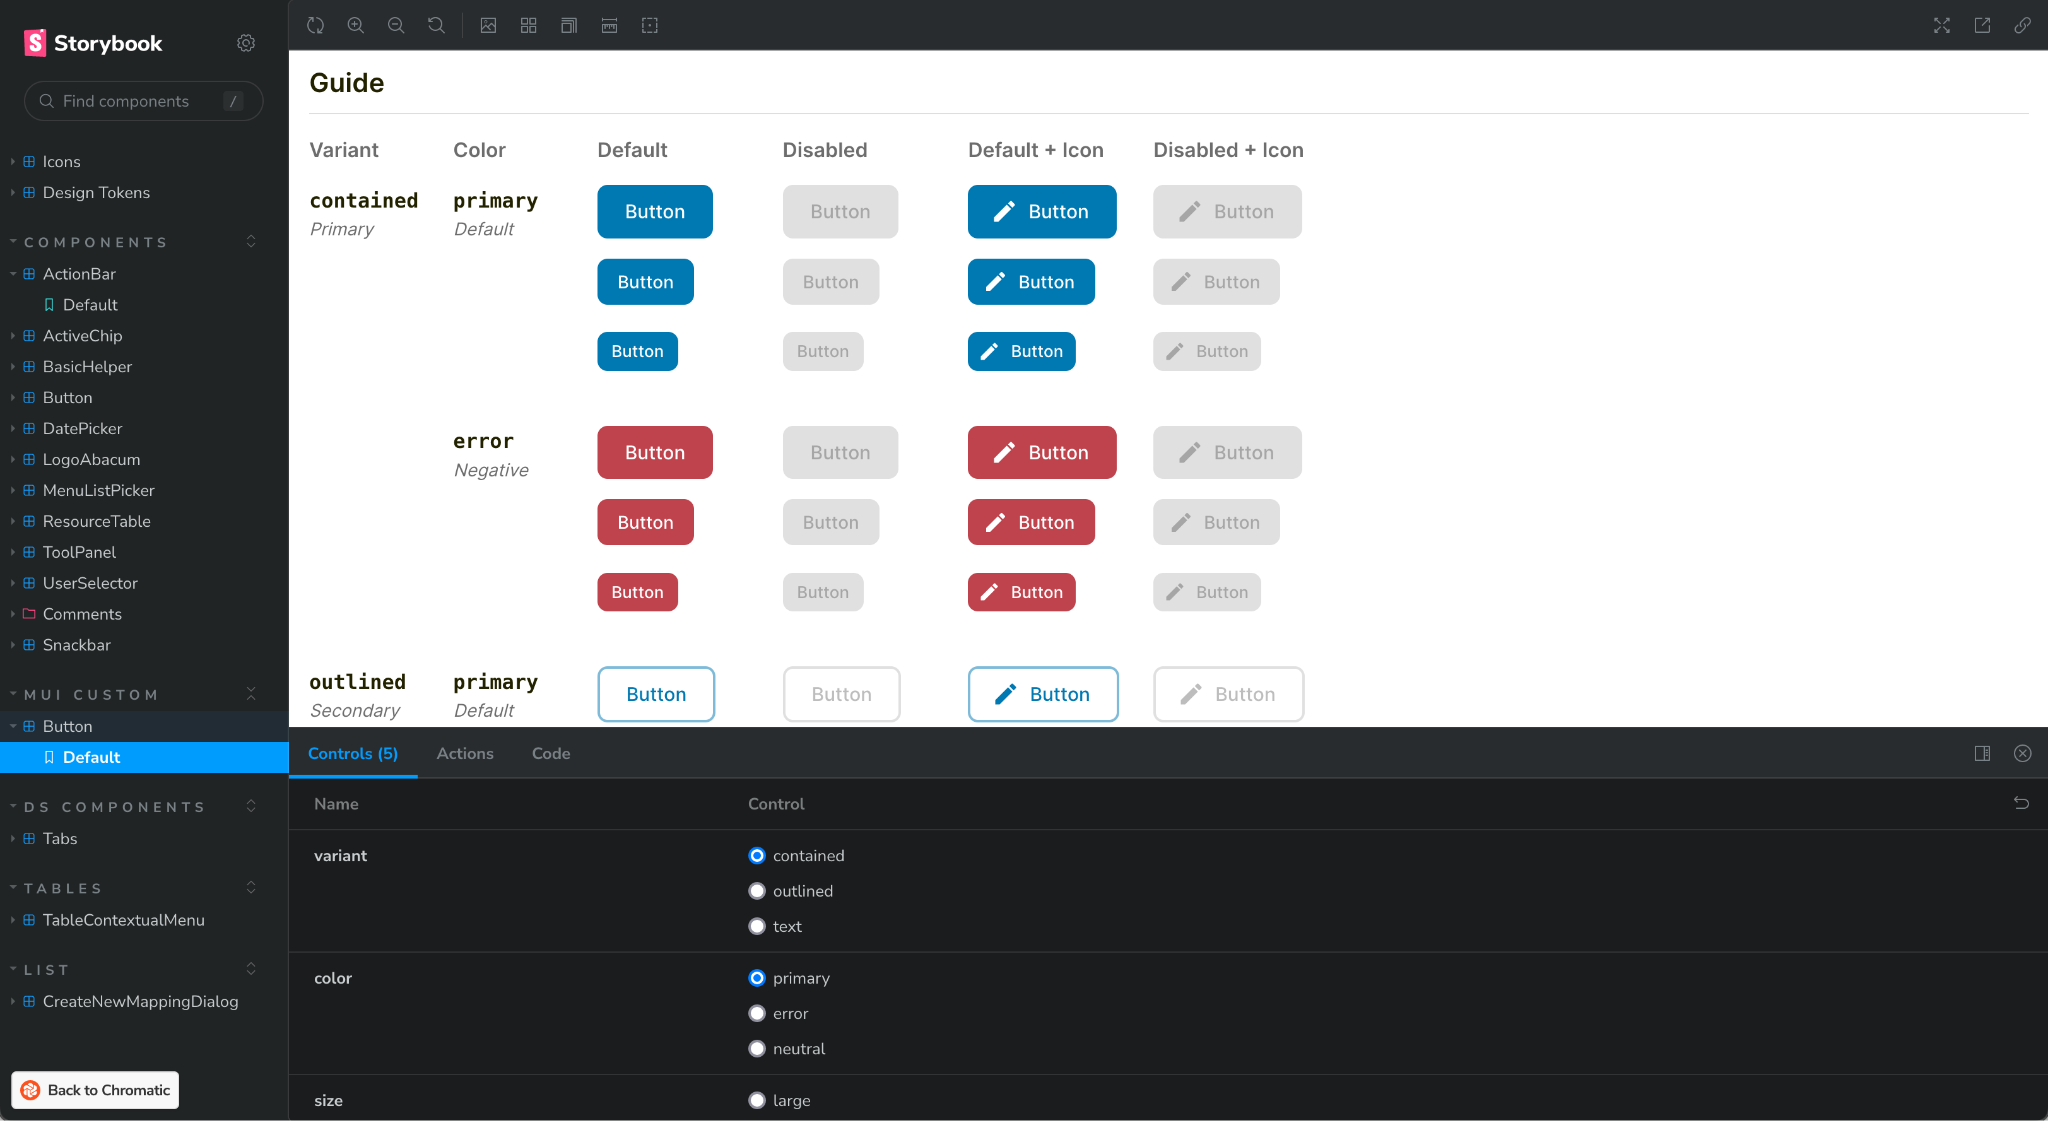 Storybook
Find components /
Icons
Design Tokens
COMPONENTS
ActionBar
Default
ActiveChip
BasicHelper
Button
DatePicker
LogoAbacum
MenuListPicker
ResourceTable
ToolPanel
UserSelector
Comments
Snackbar
MUI CUSTOM
Button
Default
DS COMPONENTS
Tabs
TABLES
TableContextualMenu
LIST
CreateNewMappingDialog
Back to Chromatic
Guide
Variant Color Default Disabled Default + Icon Disabled + Icon
contained primary Button Button Button Button
Primary Default
Button Button Button Button
Button Button Button Button
error Button Button Button Button
Negative
Button Button Button Button
Button Button Button Button
outlined primary Button Button Button Button
Secondary Default
Controls (5) Actions Code
Name Control
variant contained
outlined
text
color primary
error
neutral
size large